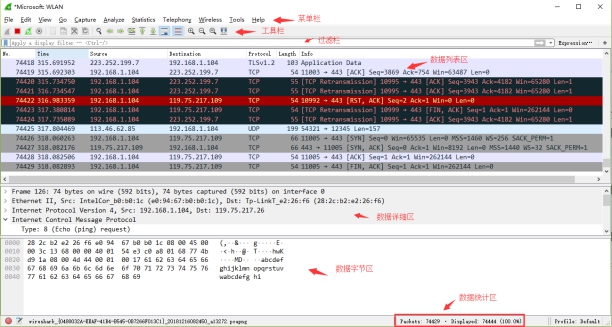 *Microsoft WLAN
File Edit View Go Capture Analyze Statistics Telephony Wireless Tools Help 菜单栏
工具栏
Apply a display filter … <Ctrl-/> 过滤栏 Expression…
Time Source Destination Protocol Length Info
74418 315.691952 223.252.199.7 192.168.1.104 TLSv1.2 103 Application Data
数据列表区
74419 315.692303 192.168.1.104 223.252.199.7 TCP 54 11003 → 443 [ACK] Seq=3869 Ack=754 Win=63487 Len=0
74420 315.734750 192.168.1.104 223.252.199.7 TCP 55 [TCP Retransmission] 10995 → 443 [ACK] Seq=3943 Ack=4182 Win=65280 Len=1
74421 316.734547 192.168.1.104 223.252.199.7 TCP 55 [TCP Retransmission] 10995 → 443 [ACK] Seq=3943 Ack=4182 Win=65280 Len=1
74422 316.983359 192.168.1.104 119.75.217.109 TCP 54 10992 → 443 [RST, ACK] Seq=2 Ack=1 Win=0 Len=0
74423 317.380814 192.168.1.104 119.75.217.109 TCP 54 [TCP Retransmission] 10993 → 443 [FIN, ACK] Seq=1 Ack=1 Win=262144 Len=0
74424 317.735089 192.168.1.104 223.252.199.7 TCP 55 [TCP Retransmission] 10995 → 443 [ACK] Seq=3943 Ack=4182 Win=65280 Len=1
74425 317.804469 113.46.62.85 192.168.1.104 UDP 199 54321 → 12345 Len=157
74426 318.060263 192.168.1.104 119.75.217.109 TCP 66 11005 → 443 [SYN] Seq=0 Win=65535 Len=0 MSS=1460 WS=256 SACK_PERM=1
74427 318.082176 119.75.217.109 192.168.1.104 TCP 66 443 → 11005 [SYN, ACK] Seq=0 Ack=1 Win=8192 Len=0 MSS=1440 WS=32 SACK_PERM=1
74428 318.082506 192.168.1.104 119.75.217.109 TCP 54 11005 → 443 [ACK] Seq=1 Ack=1 Win=262144 Len=0
74429 318.082893 192.168.1.104 119.75.217.109 TCP 54 11005 → 443 [FIN, ACK] Seq=1 Ack=1 Win=262144 Len=0
Frame 126: 74 bytes on wire (592 bits), 74 bytes captured (592 bits) on interface 0
Ethernet II, Src: IntelCor_b0:b0:1c (e0:94:67:b0:b0:1c), Dst: Tp-LinkT_e2:26:f6 (28:2c:b2:e2:26:f6)
Internet Protocol Version 4, Src: 192.168.1.104, Dst: 119.75.217.26
数据详细区
Internet Control Message Protocol
Type: 8 (Echo (ping) request)
0000 28 2c b2 e2 26 f6 e0 94 67 b0 b0 1c 08 00 45 00 (,··&··· g·····E·
0010 00 3c 13 68 00 00 40 01 54 e3 c0 a8 01 68 77 4b ·<·h··@· T····hwK
0020 d9 1a 08 00 4d 44 00 01 00 17 61 62 63 64 65 66 ····MD·· ··abcdef
0030 67 68 69 6a 6b 6c 6d 6e 6f 70 71 72 73 74 75 76 ghijklmn opqrstuv
0040 77 61 62 63 64 65 66 67 68 69 wabcdefg hi
数据字节区
数据统计区
Packets: 74429 · Displayed: 74444 (100.0%) Profile: Default